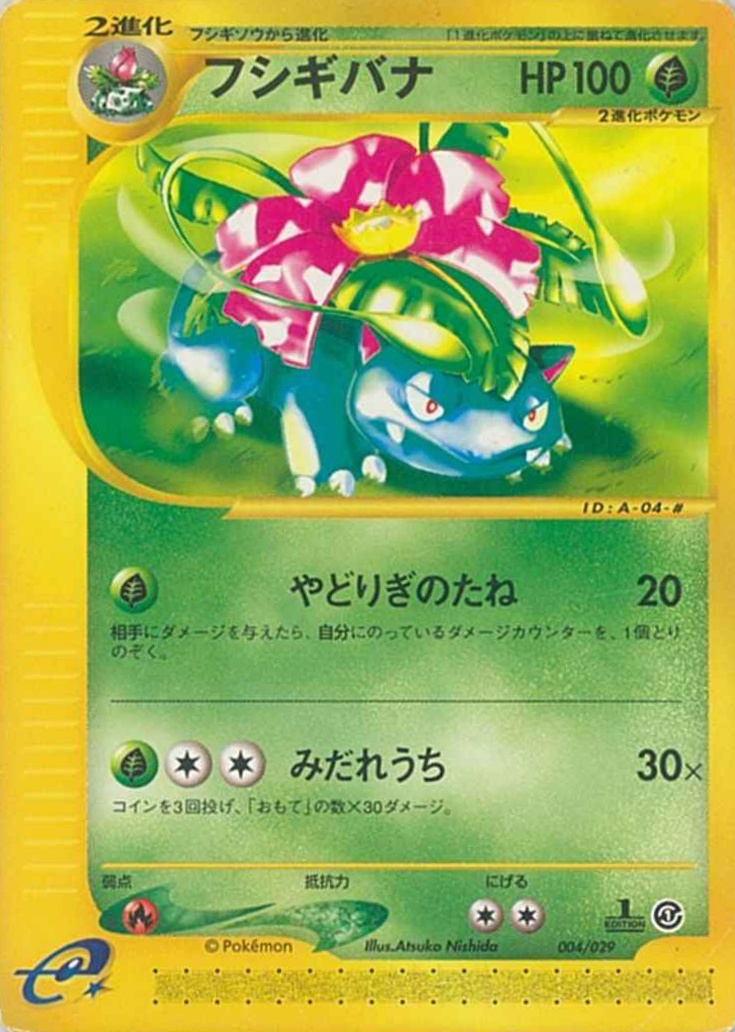 2進化 フシギソウから進化 「1進化ポケモン」の上に重ねて進化させます。
フシギバナ HP100
2進化ポケモン
ID:A-04-#
やどりぎのたね 20
相手にダメージを与えたら、自分にのっているダメージカウンターを、1個とり
のぞく。
みだれうち 30×
コインを3回投げ、「おもて」の数×30ダメージ。
弱点 抵抗力 にげる
1
EDITION
© Pokémon Illus.Atsuko Nishida 004/029
e